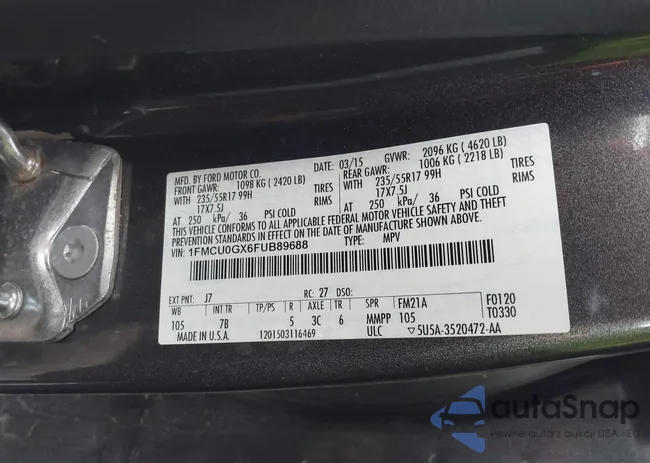 MFD. BY FORD MOTOR CO.
DATE: 03/15 GVWR: 2096 KG ( 4620 LB)
FRONT GAWR: 1098 KG ( 2420 LB) REAR GAWR: 1006 KG ( 2218 LB)
WITH 235/55R17 99H TIRES WITH 235/55R17 99H TIRES
17X7.5J RIMS 17X7.5J RIMS
AT 250 kPa/ 36 PSI COLD AT 250 kPa/ 36 PSI COLD
THIS VEHICLE CONFORMS TO ALL APPLICABLE FEDERAL MOTOR VEHICLE SAFETY AND THEFT
PREVENTION STANDARDS IN EFFECT ON THE DATE OF MANUFACTURE SHOWN ABOVE.
VIN: 1FMCU0GX6FUB89688 TYPE: MPV
EXT PNT: J7 RC: 27 DSO:
WB INT TR TP/PS R AXLE TR SPR FM21A F0120
105 7B 5 3C 6 MMPP 105 T0330
MADE IN U.S.A. 1201503116469 ULC ▽5U5A-3520472-AA
autaSnap
Pewne auta z aukcji USA i EU